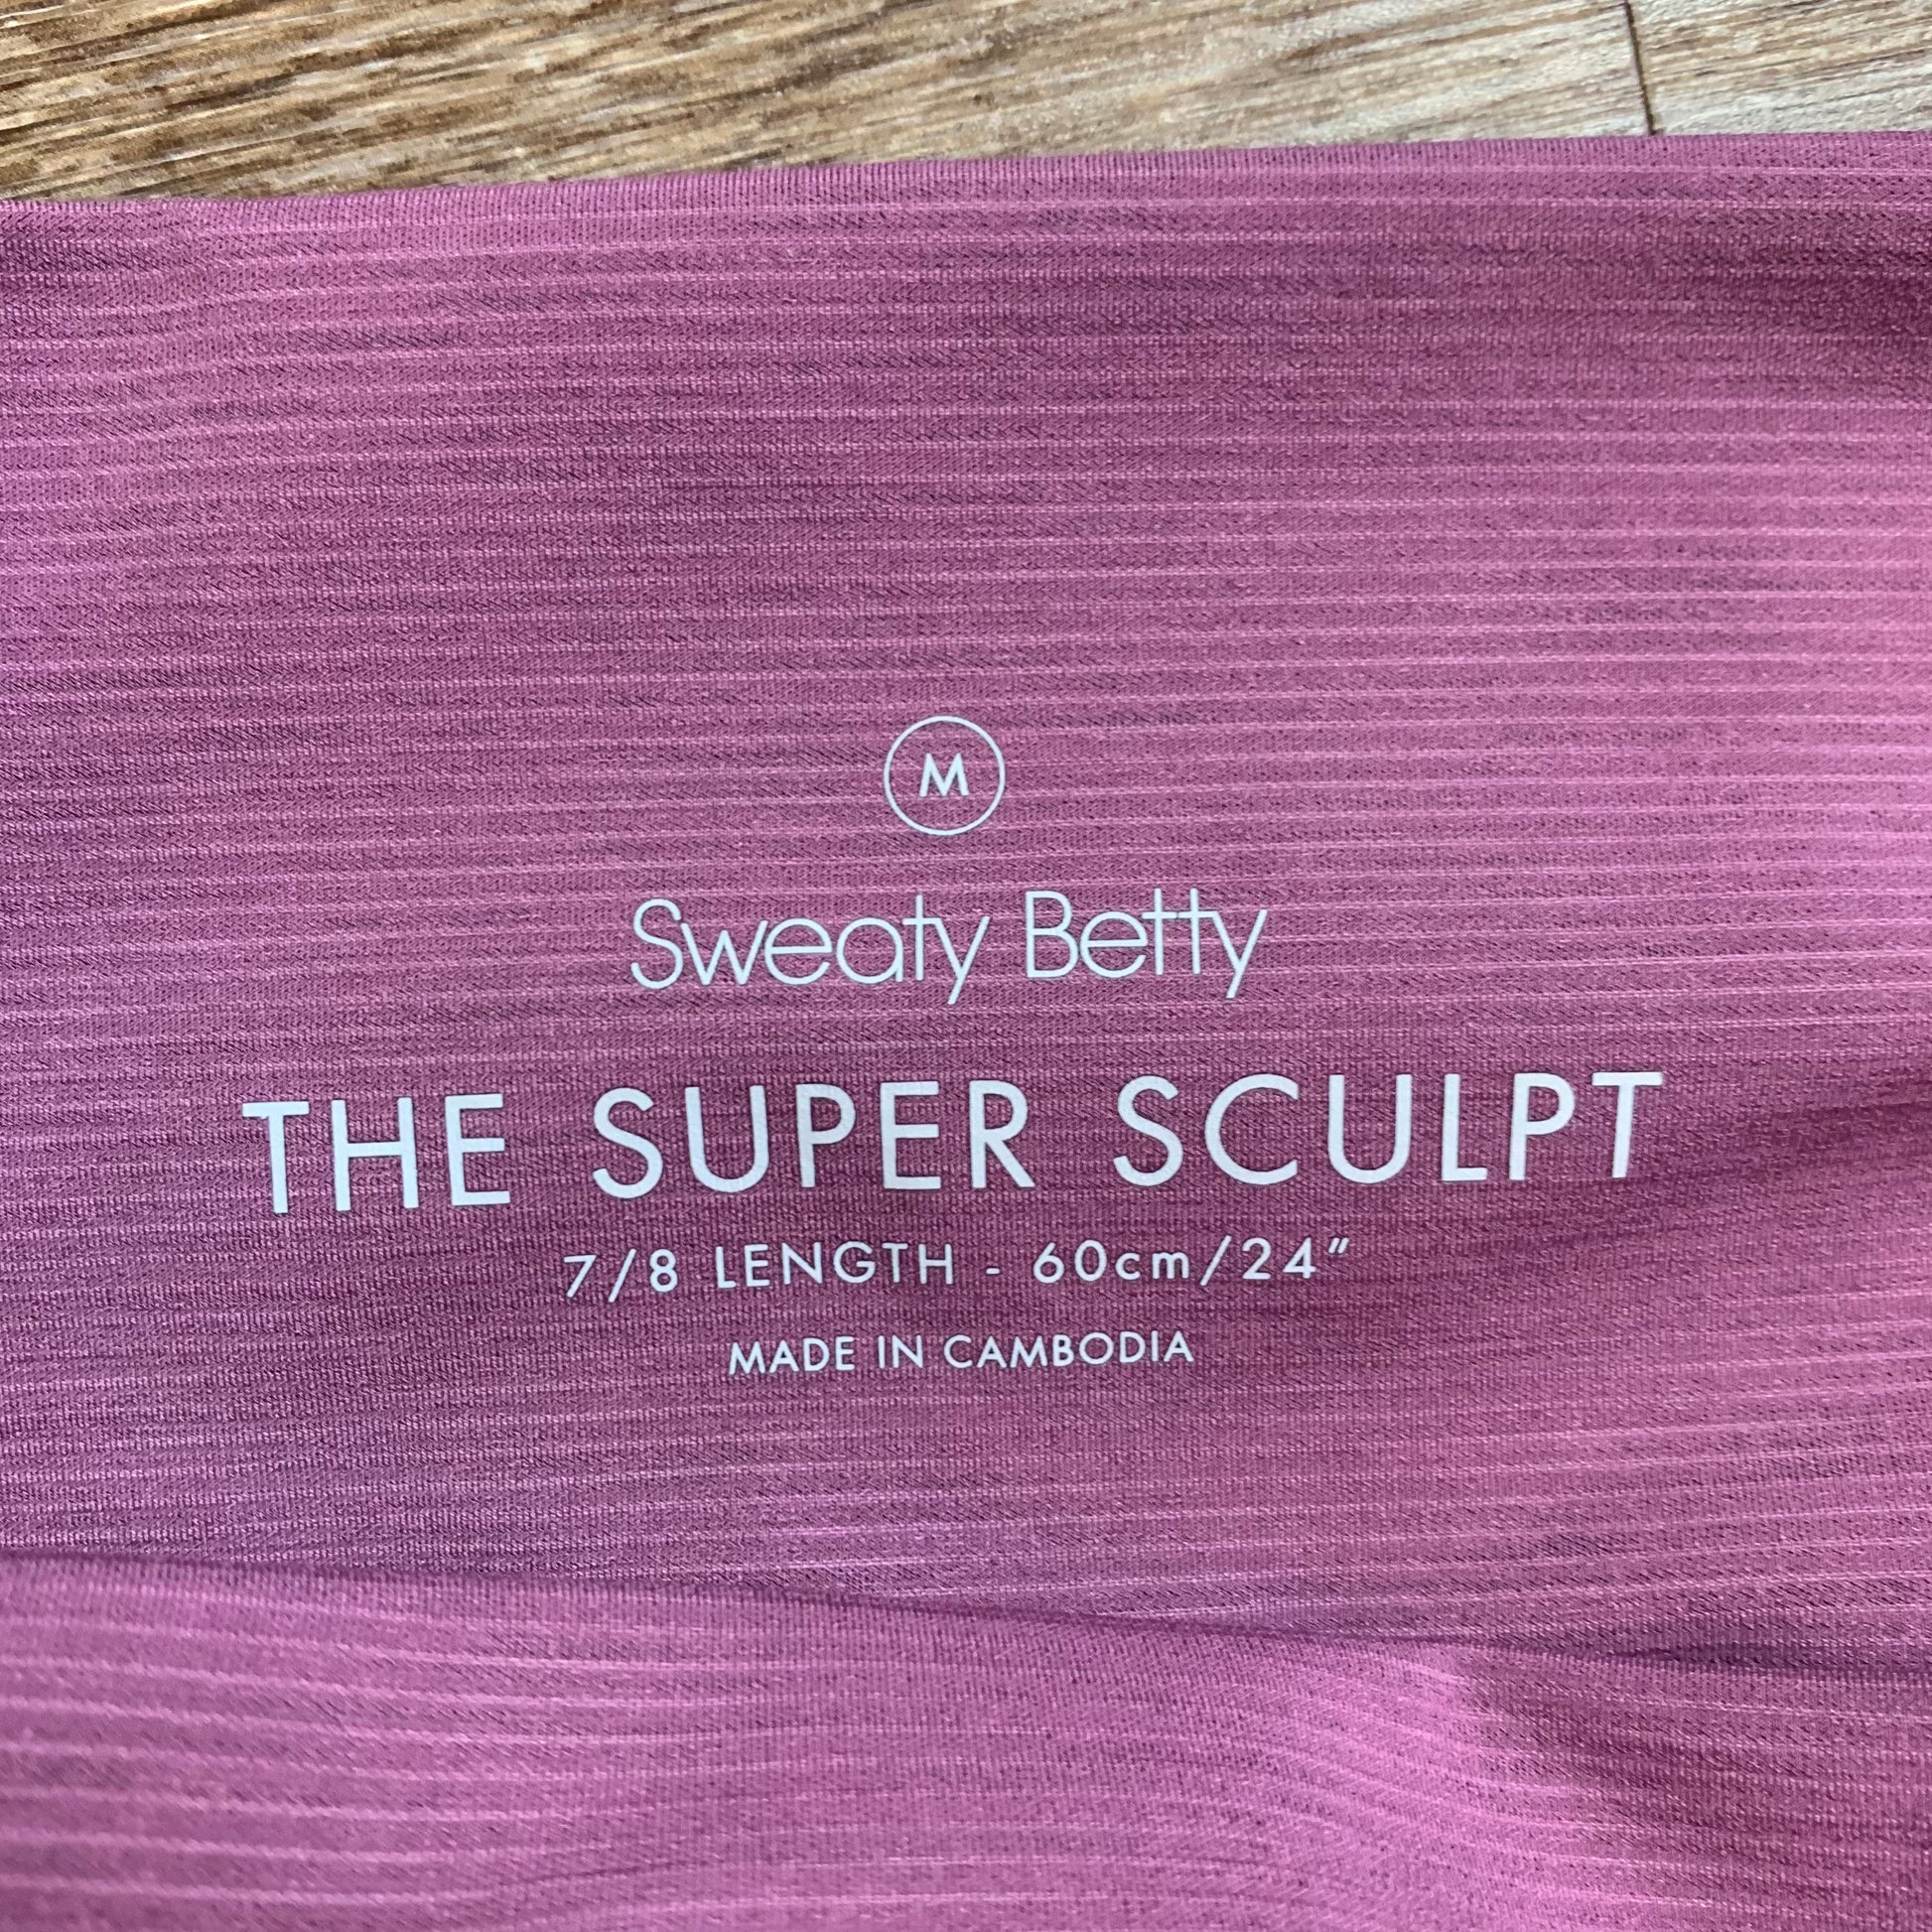 M
Sweaty Betty
THE SUPER SCULPT
7/8 LENGTH - 60cm/24"
MADE IN CAMBODIA